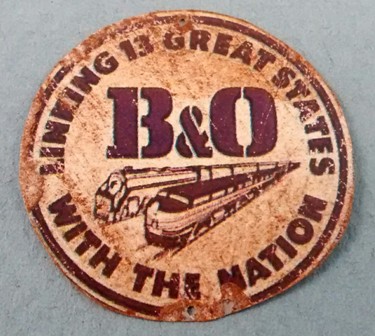 LINKING 13 GREAT STATES
B&O
WITH THE NATION